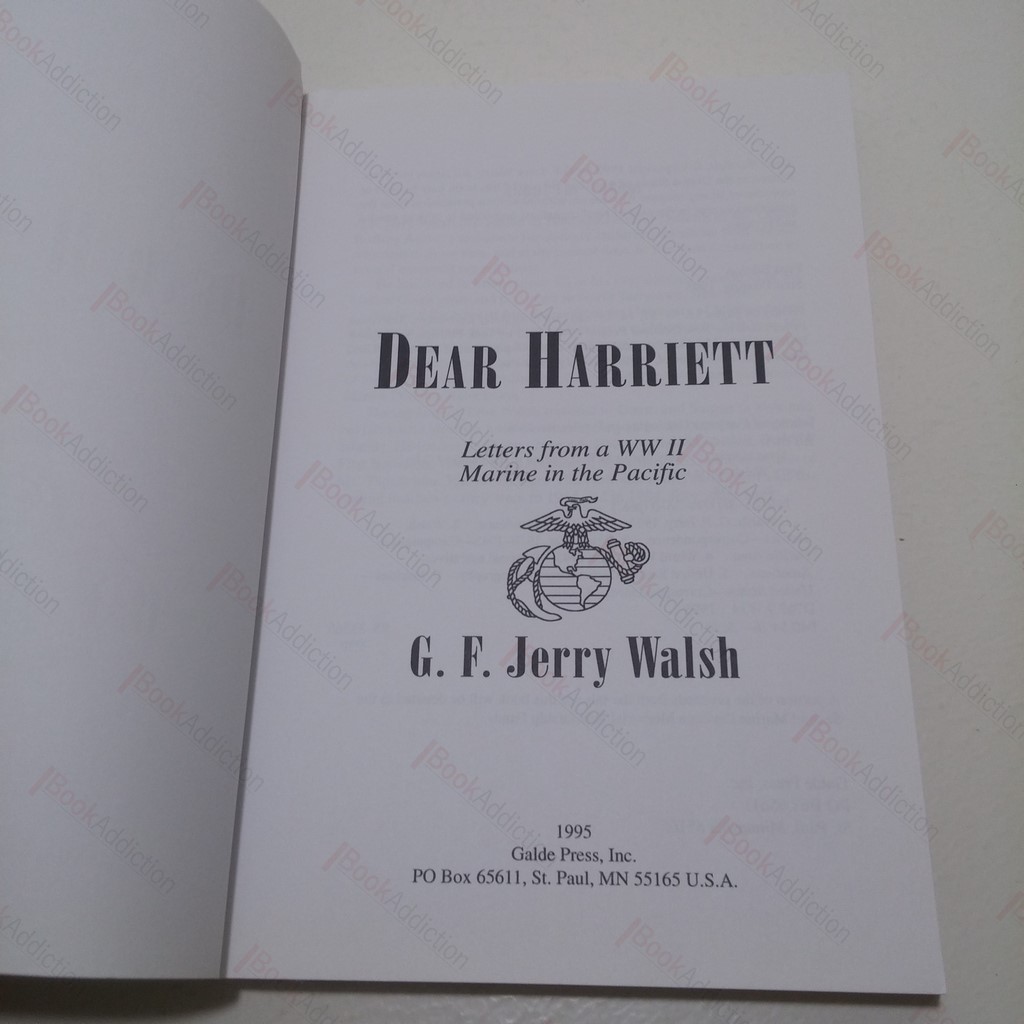 DEAR HARRIETT
Letters from a WW II
Marine in the Pacific
G. F. Jerry Walsh
1995
Galde Press, Inc.
PO Box 65611, St. Paul, MN 55165 U.S.A.
BookAddiction